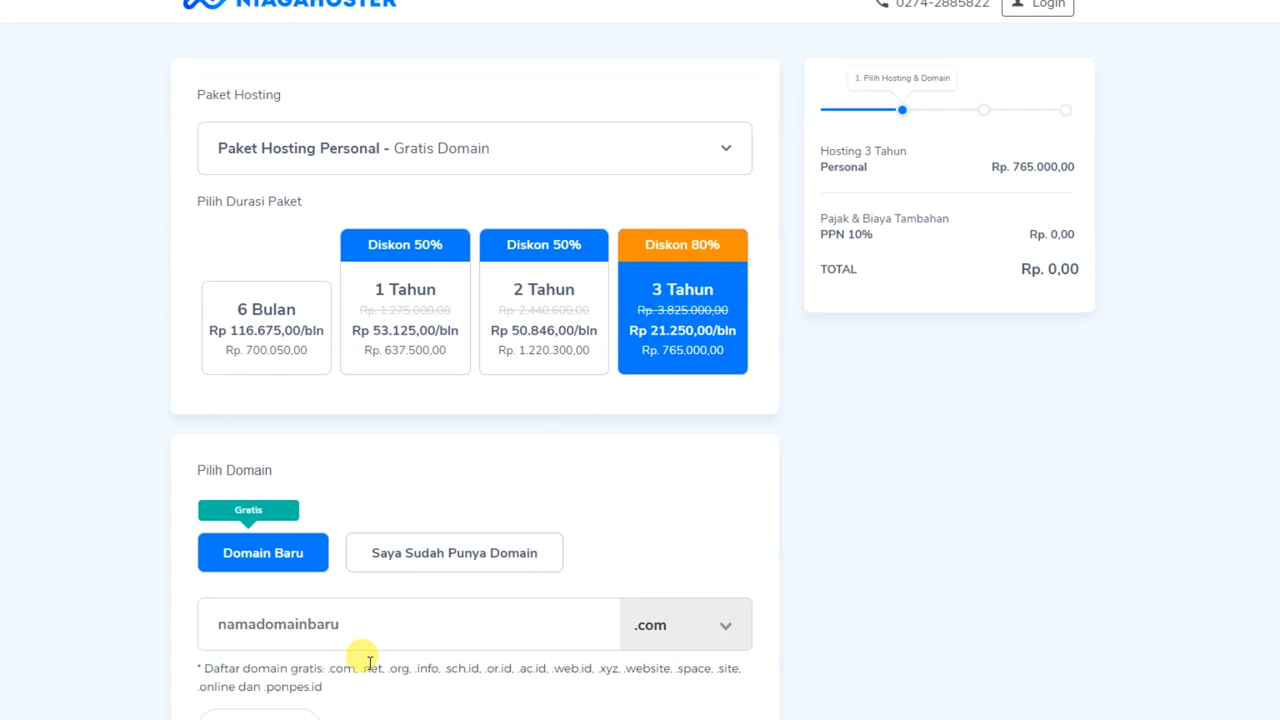 NIAGAHOSTER
0274-2885822
Login
Paket Hosting
Paket Hosting Personal - Gratis Domain
Pilih Durasi Paket
Diskon 50%
Diskon 50%
Diskon 80%
6 Bulan
Rp 116.675,00/bln
Rp. 700.050,00
1 Tahun
Rp. 1.275.000,00
Rp 53.125,00/bln
Rp. 637.500,00
2 Tahun
Rp. 2.440.600,00
Rp 50.846,00/bln
Rp. 1.220.300,00
3 Tahun
Rp. 3.825.000,00
Rp 21.250,00/bln
Rp. 765.000,00
Pilih Domain
Gratis
Domain Baru
Saya Sudah Punya Domain
namadomainbaru
.com
* Daftar domain gratis: .com, .net, .org, .info, .sch.id, .or.id, .ac.id, .web.id, .xyz, .website, .space, .site,
.online dan .ponpes.id
1. Pilih Hosting & Domain
Hosting 3 Tahun
Personal Rp. 765.000,00
Pajak & Biaya Tambahan
PPN 10% Rp. 0,00
TOTAL Rp. 0,00